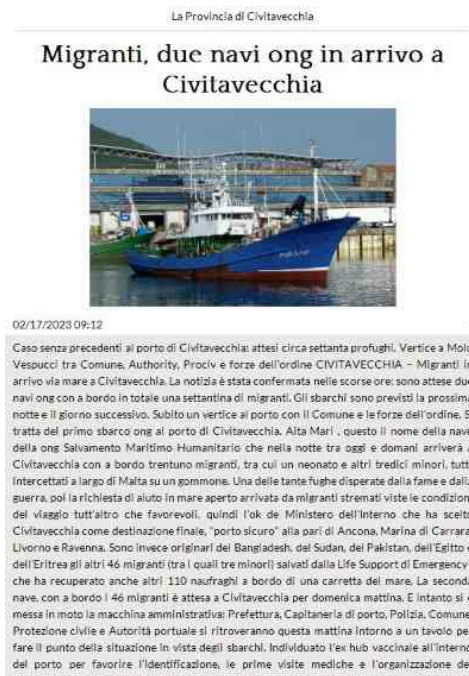 La Provincia di Civitavecchia
Migranti, due navi ong in arrivo a
Civitavecchia
02/17/2023 09:12
Caso senza precedenti al porto di Civitavecchia: attesi circa settanta profughi. Vertice a Molo
Vespucci tra Comune, Authority, Prociv e forze dell'ordine CIVITAVECCHIA – Migranti in
arrivo via mare a Civitavecchia. La notizia è stata confermata nelle scorse ore: sono attese due
navi ong con a bordo in totale una settantina di migranti. Gli sbarchi sono previsti la prossima
notte e il giorno successivo. Subito un vertice al porto con il Comune e le forze dell'ordine. S
tratta del primo sbarco ong al porto di Civitavecchia. Aita Mari , questo il nome della nave
della ong Salvamento Marítimo Humanitario che nella notte tra oggi e domani arriverà a
Civitavecchia con a bordo trentuno migranti, tra cui un neonato e altri tredici minori, tutt
intercettati a largo di Malta su un gommone. Una delle tante fughe disperate dalla fame e dalla
guerra, poi la richiesta di aiuto in mare aperto arrivata da migranti stremati viste le condizion
del viaggio tutt'altro che favorevoli, quindi l'ok de Ministero dell'Interno che ha scelto
Civitavecchia come destinazione finale, "porto sicuro" alla pari di Ancona, Marina di Carrara,
Livorno e Ravenna. Sono invece originari del Bangladesh, del Sudan, del Pakistan, dell'Egitto e
dell'Eritrea gli altri 46 migranti (tra i quali tre minori) salvati dalla Life Support di Emergency
che ha recuperato anche altri 110 naufraghi a bordo di una carretta del mare. La seconda
nave, con a bordo i 46 migranti è attesa a Civitavecchia per domenica mattina. E intanto si è
messa in moto la macchina amministrativa: Prefettura, Capitaneria di porto, Polizia, Comune,
Protezione civile e Autorità portuale si ritroveranno questa mattina intorno a un tavolo per
fare il punto della situazione in vista degli sbarchi. Individuato l'ex hub vaccinale all'interno
del porto per favorire l'identificazione, le prime visite mediche e l'organizzazione de